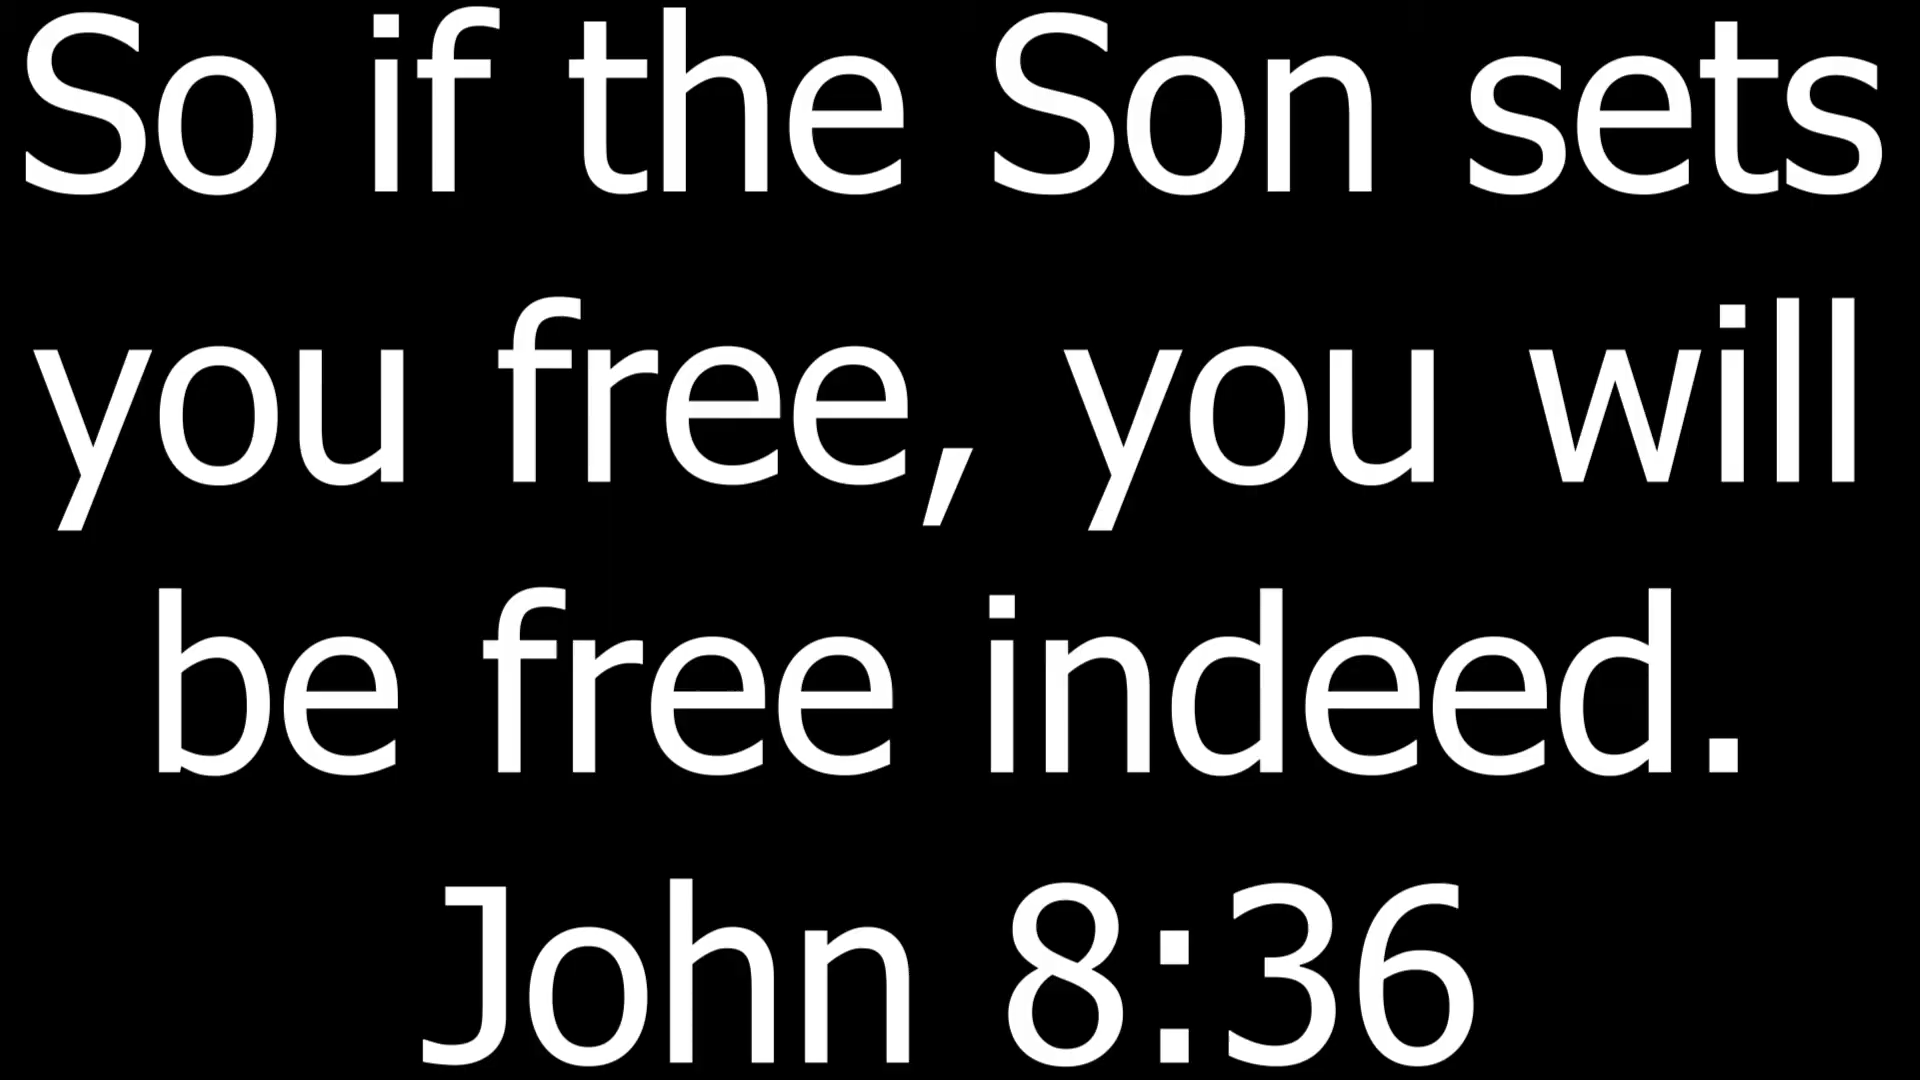 So if the Son sets
you free, you will
be free indeed.
John 8:36